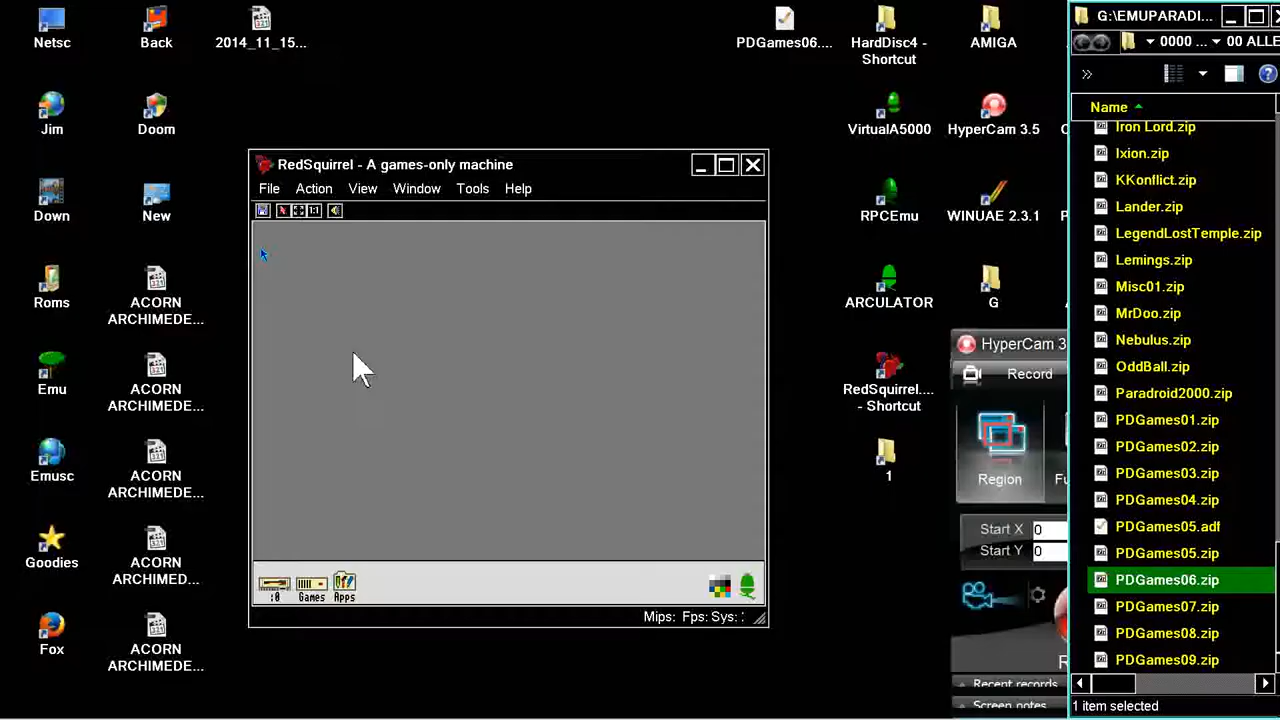 Netsc
Back
2014_11_15...
PDGames06....
HardDisc4 -
Shortcut
AMIGA
Jim
Doom
VirtualA5000
HyperCam 3.5
Down
New
RPCEmu
WINUAE 2.3.1
Roms
ACORN
ARCHIMEDE...
ARCULATOR
G
Emu
ACORN
ARCHIMEDE...
RedSquirrel....
- Shortcut
Emusc
ACORN
ARCHIMEDE...
1
Goodies
ACORN
ARCHIMED...
Fox
ACORN
ARCHIMEDE...
RedSquirrel - A games-only machine
File Action View Window Tools Help
1:1
:0 Games Apps
Mips: Fps: Sys: :
HyperCam 3
Record
Region
Start X 0
Start Y 0
Recent records
Screen notes
G:\EMUPARADI...
0000 ... 00 ALLE
Name
Iron Lord.zip
Ixion.zip
KKonflict.zip
Lander.zip
LegendLostTemple.zip
Lemings.zip
Misc01.zip
MrDoo.zip
Nebulus.zip
OddBall.zip
Paradroid2000.zip
PDGames01.zip
PDGames02.zip
PDGames03.zip
PDGames04.zip
PDGames05.adf
PDGames05.zip
PDGames06.zip
PDGames07.zip
PDGames08.zip
PDGames09.zip
1 item selected